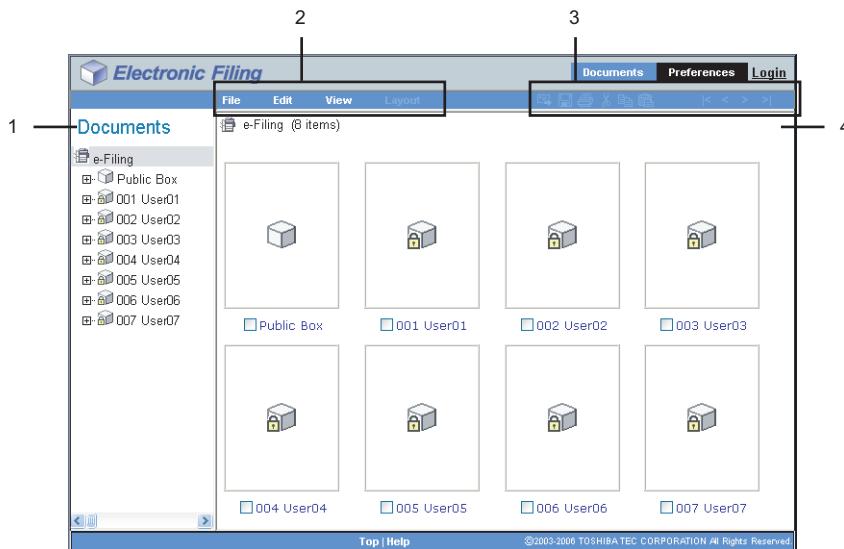 2
3
Electronic Filing
Documents Preferences Login
File Edit View Layout
|< < > >|
1
Documents
e-Filing (8 items)
4
e-Filing
Public Box
001 User01
002 User02
003 User03
004 User04
005 User05
006 User06
007 User07
Public Box 001 User01 002 User02 003 User03
004 User04 005 User05 006 User06 007 User07
Top | Help
©2003-2006 TOSHIBA TEC CORPORATION All Rights Reserved.